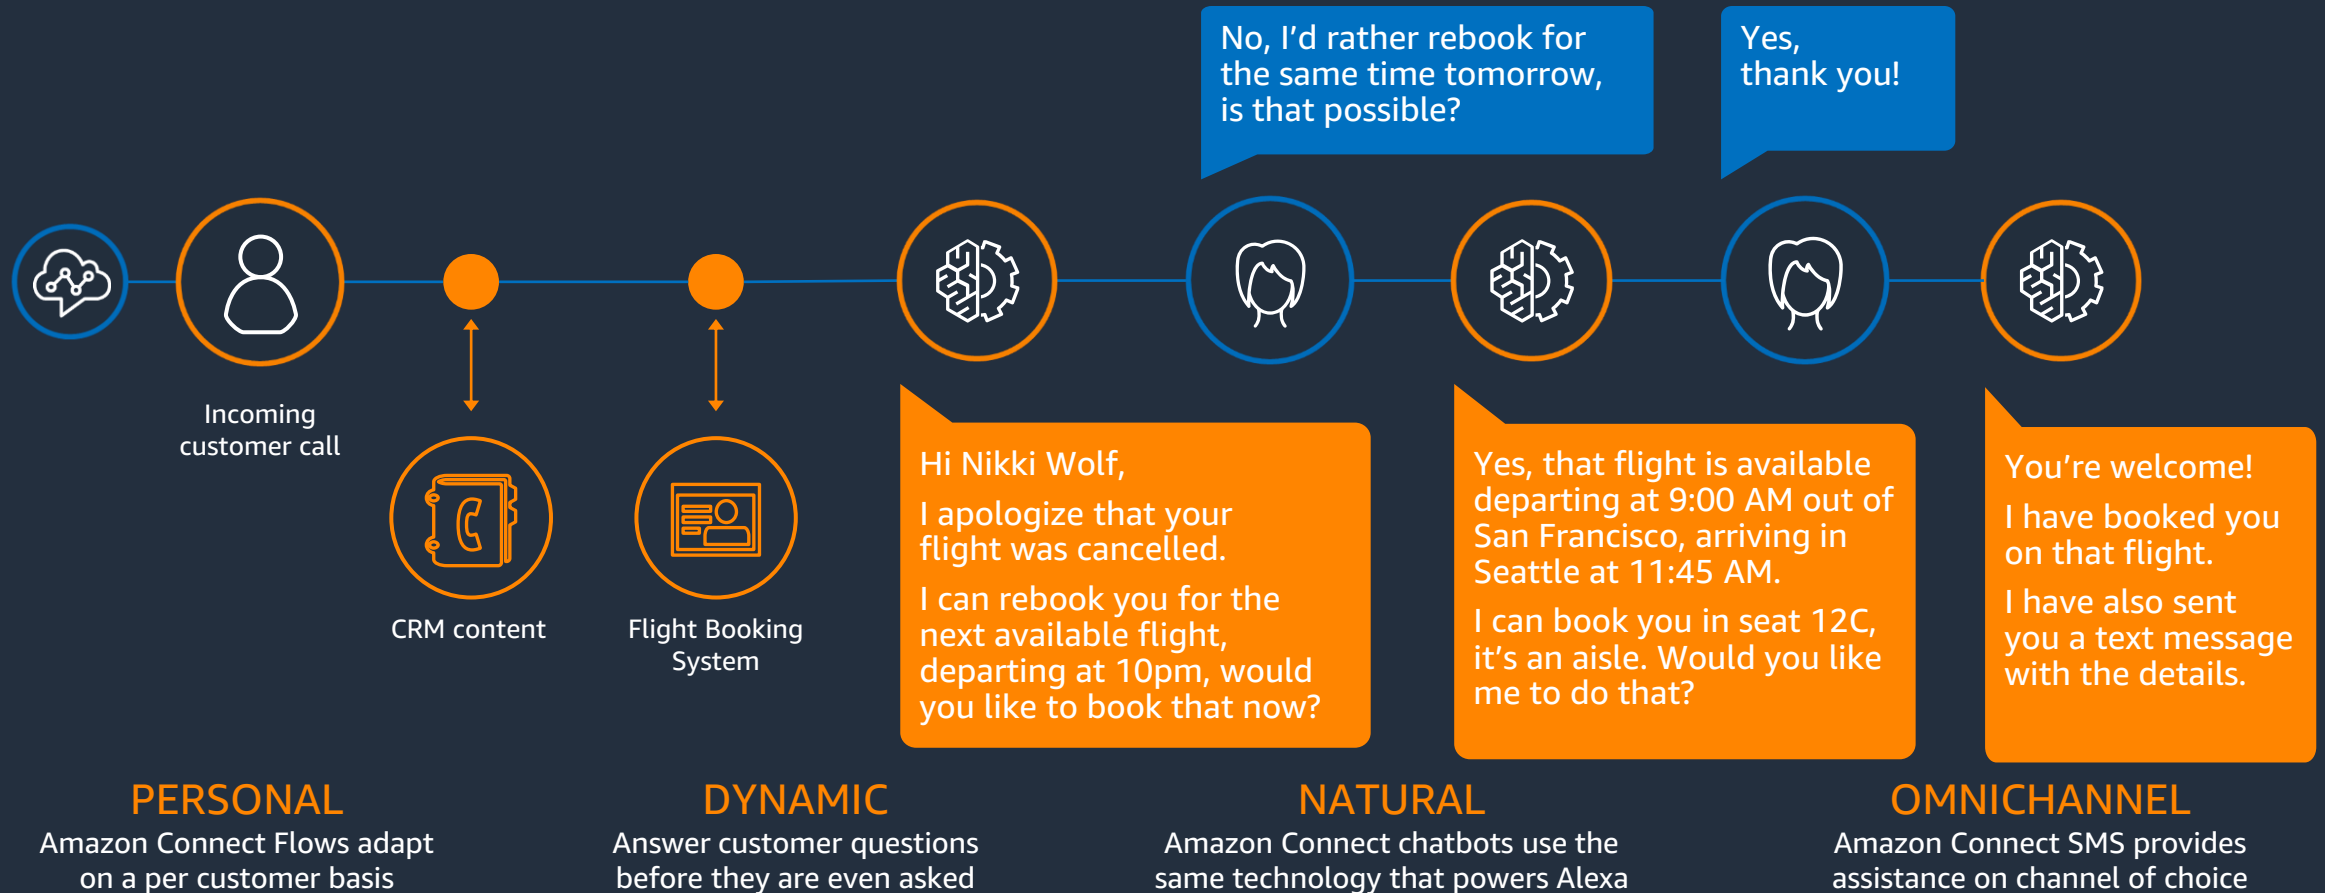 No, I'd rather rebook for
the same time tomorrow,
is that possible?
Yes,
thank you!
Incoming
customer call
CRM content
Flight Booking
System
Hi Nikki Wolf,
I apologize that your
flight was cancelled.
I can rebook you for the
next available flight,
departing at 10pm, would
you like to book that now?
Yes, that flight is available
departing at 9:00 AM out of
San Francisco, arriving in
Seattle at 11:45 AM.
I can book you in seat 12C,
it's an aisle. Would you like
me to do that?
You're welcome!
I have booked you
on that flight.
I have also sent
you a text message
with the details.
PERSONAL
Amazon Connect Flows adapt
on a per customer basis
DYNAMIC
Answer customer questions
before they are even asked
NATURAL
Amazon Connect chatbots use the
same technology that powers Alexa
OMNICHANNEL
Amazon Connect SMS provides
assistance on channel of choice